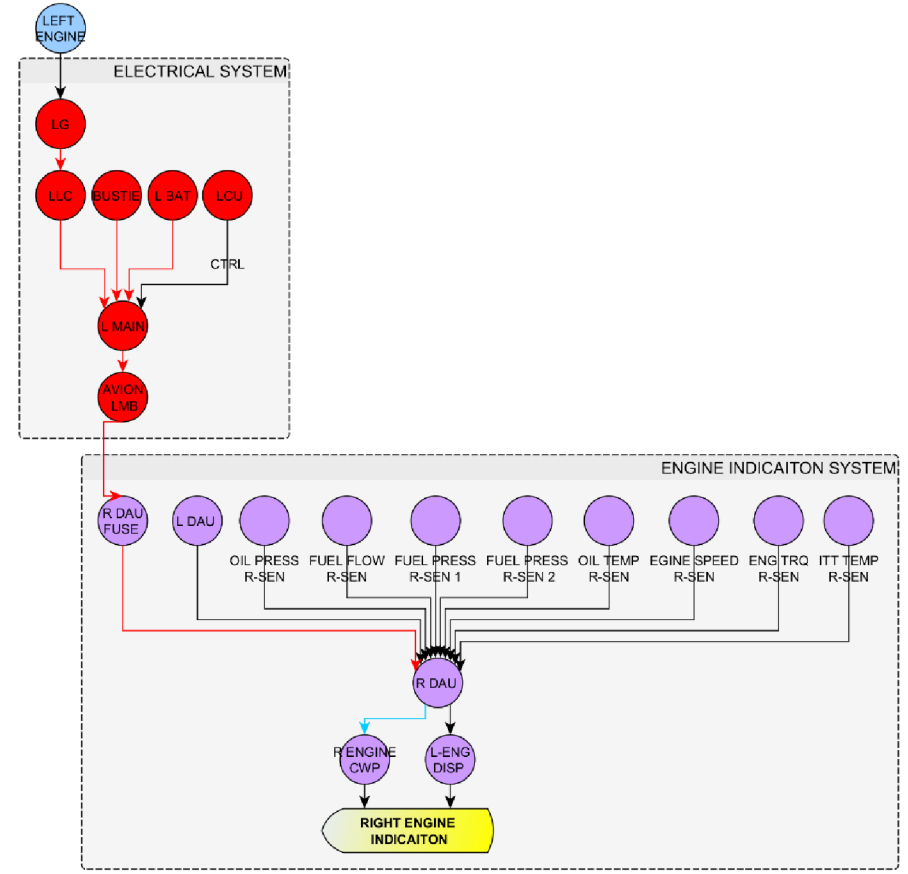 LEFT
ENGINE
ELECTRICAL SYSTEM
LG
LLC
BUSTIE
L BAT
LCU
CTRL
L MAIN
AVION
LMB
ENGINE INDICAITON SYSTEM
R DAU
FUSE
L DAU
OIL PRESS
R-SEN
FUEL FLOW
R-SEN
FUEL PRESS
R-SEN 1
FUEL PRESS
R-SEN 2
OIL TEMP
R-SEN
EGINE SPEED
R-SEN
ENG TRQ
R-SEN
ITT TEMP
R-SEN
R DAU
R ENGINE
CWP
L-ENG
DISP
RIGHT ENGINE
INDICAITON